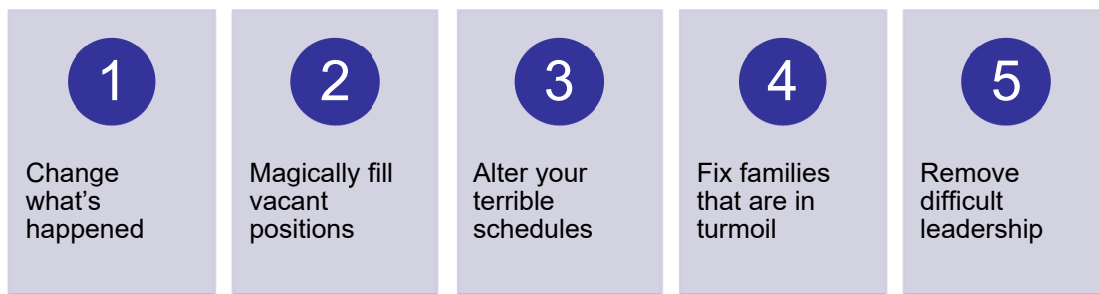 1
Change
what's
happened
2
Magically fill
vacant
positions
3
Alter your
terrible
schedules
4
Fix families
that are in
turmoil
5
Remove
difficult
leadership